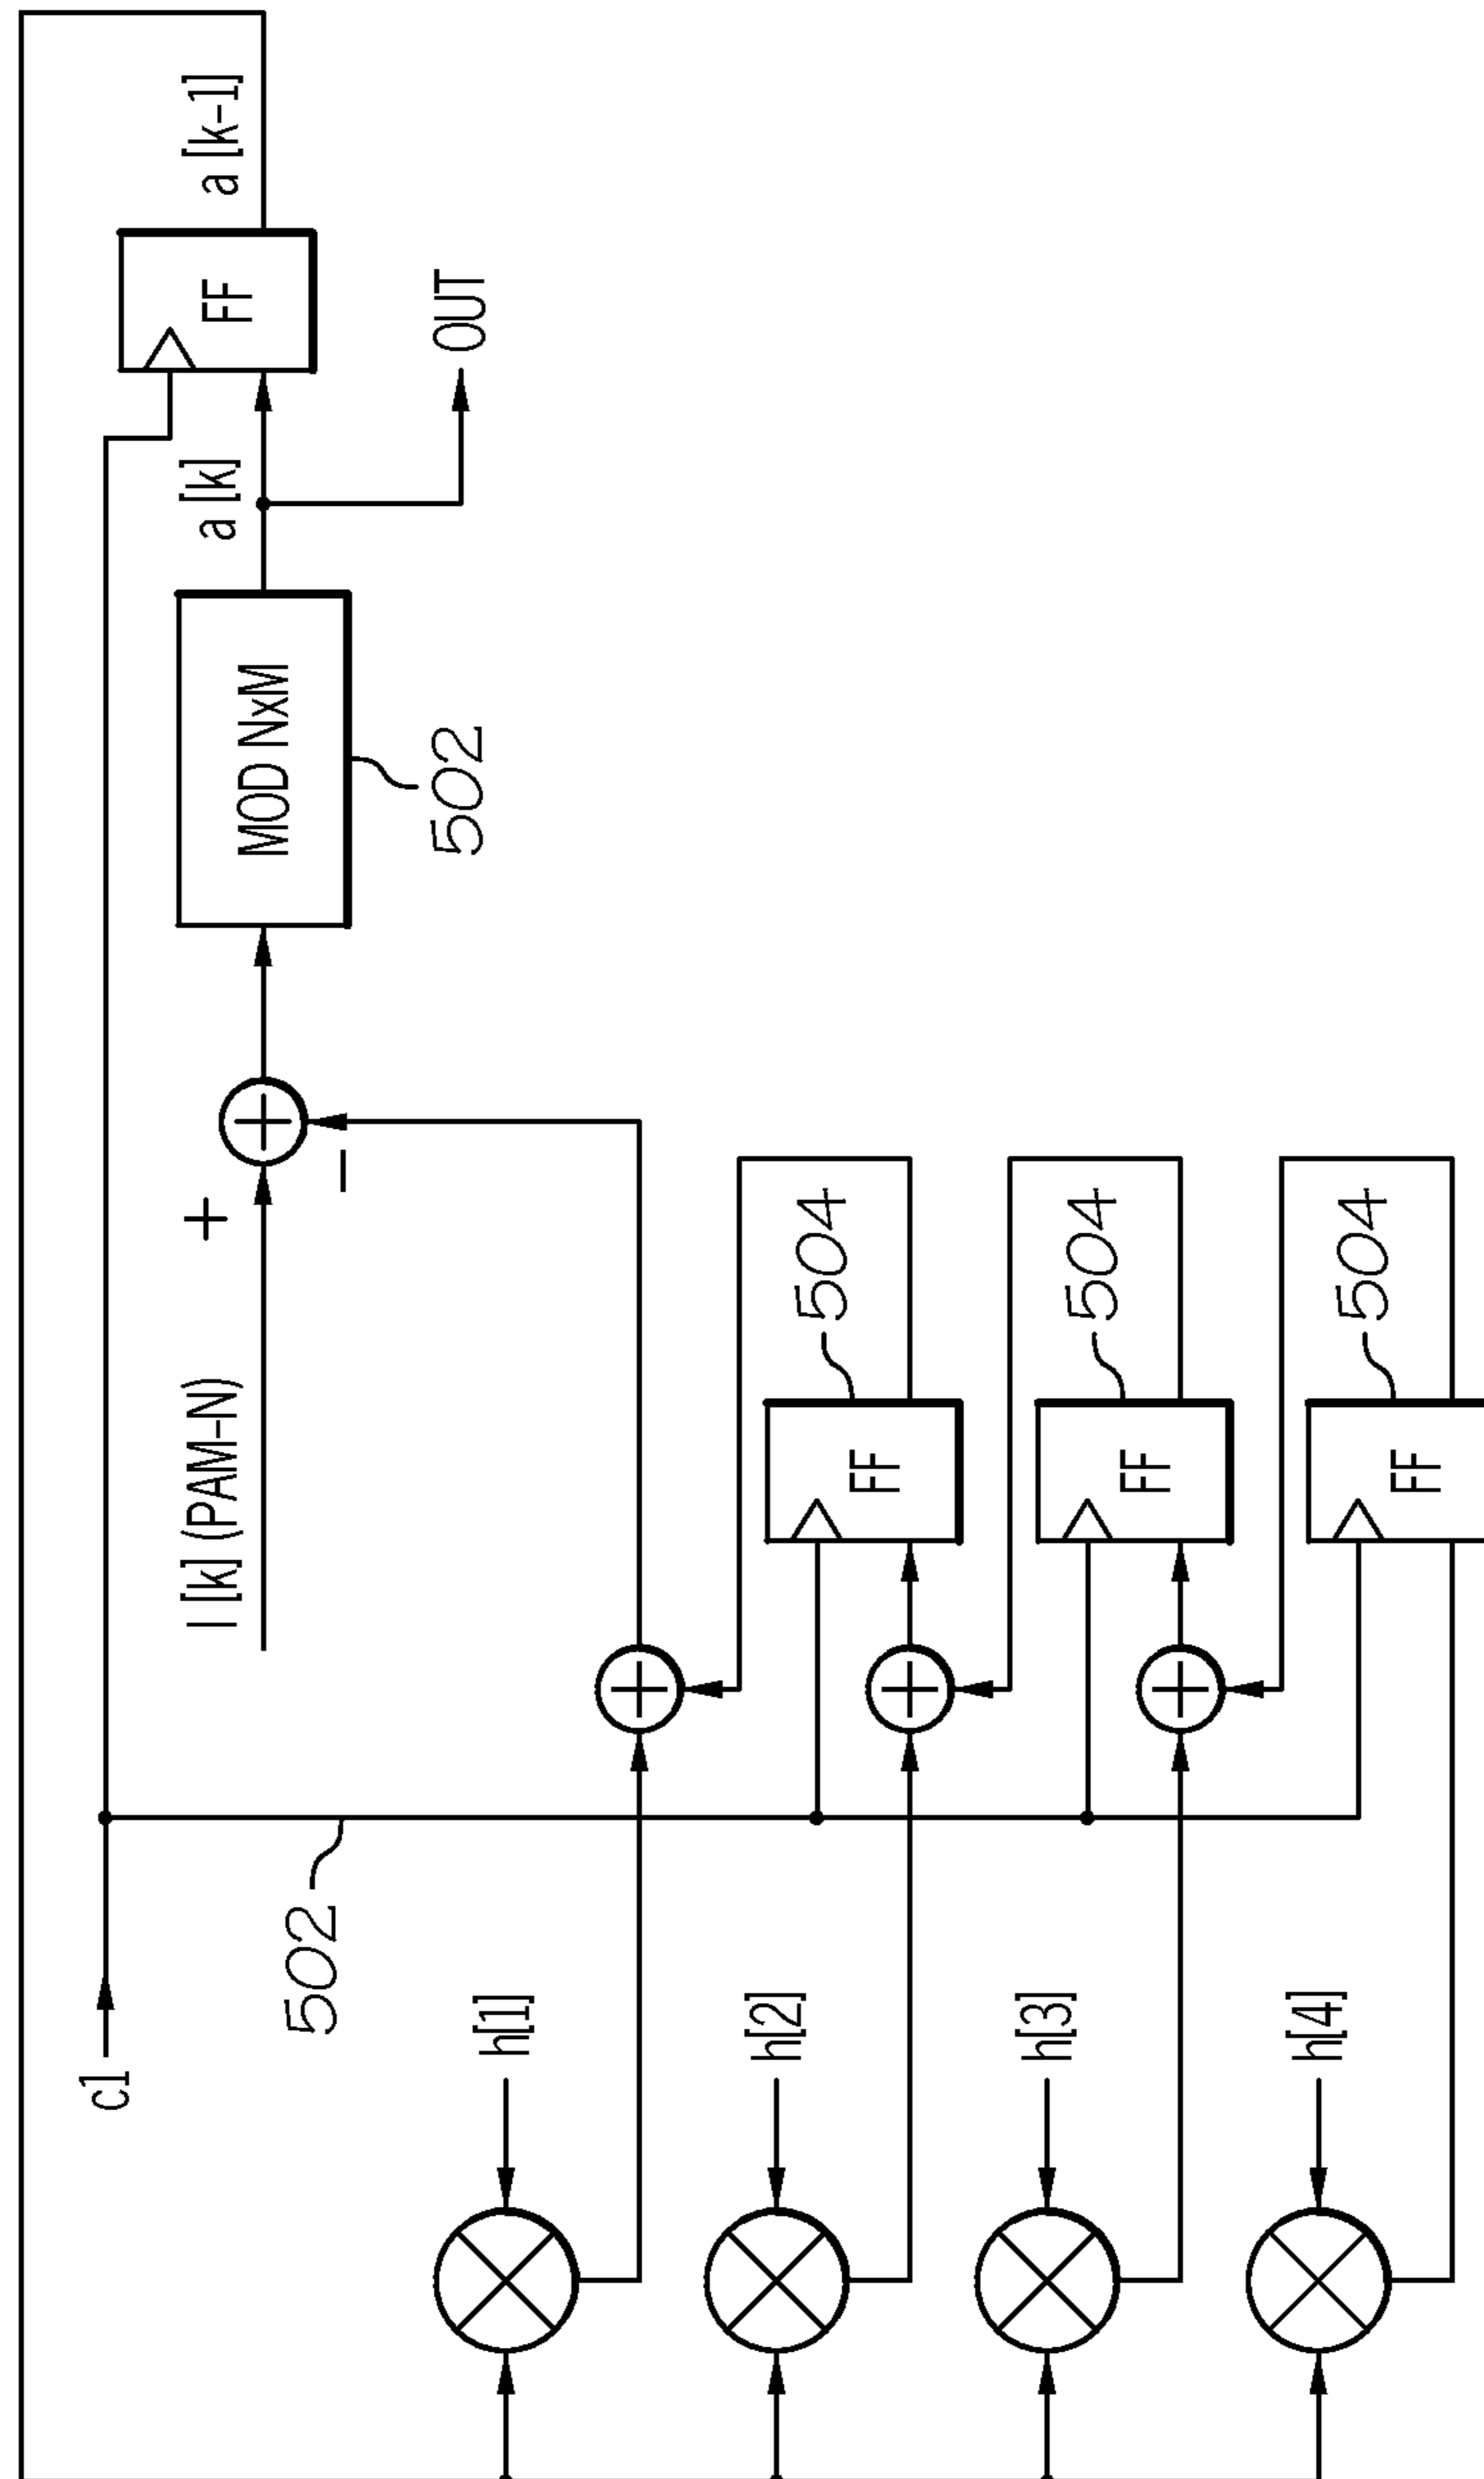 c1
I [k] (PAM-N)
+
−
MOD NxM
502
a [k]
OUT
FF
a [k-1]
502
h[1]
FF
504
h[2]
FF
504
h[3]
FF
504
h[4]